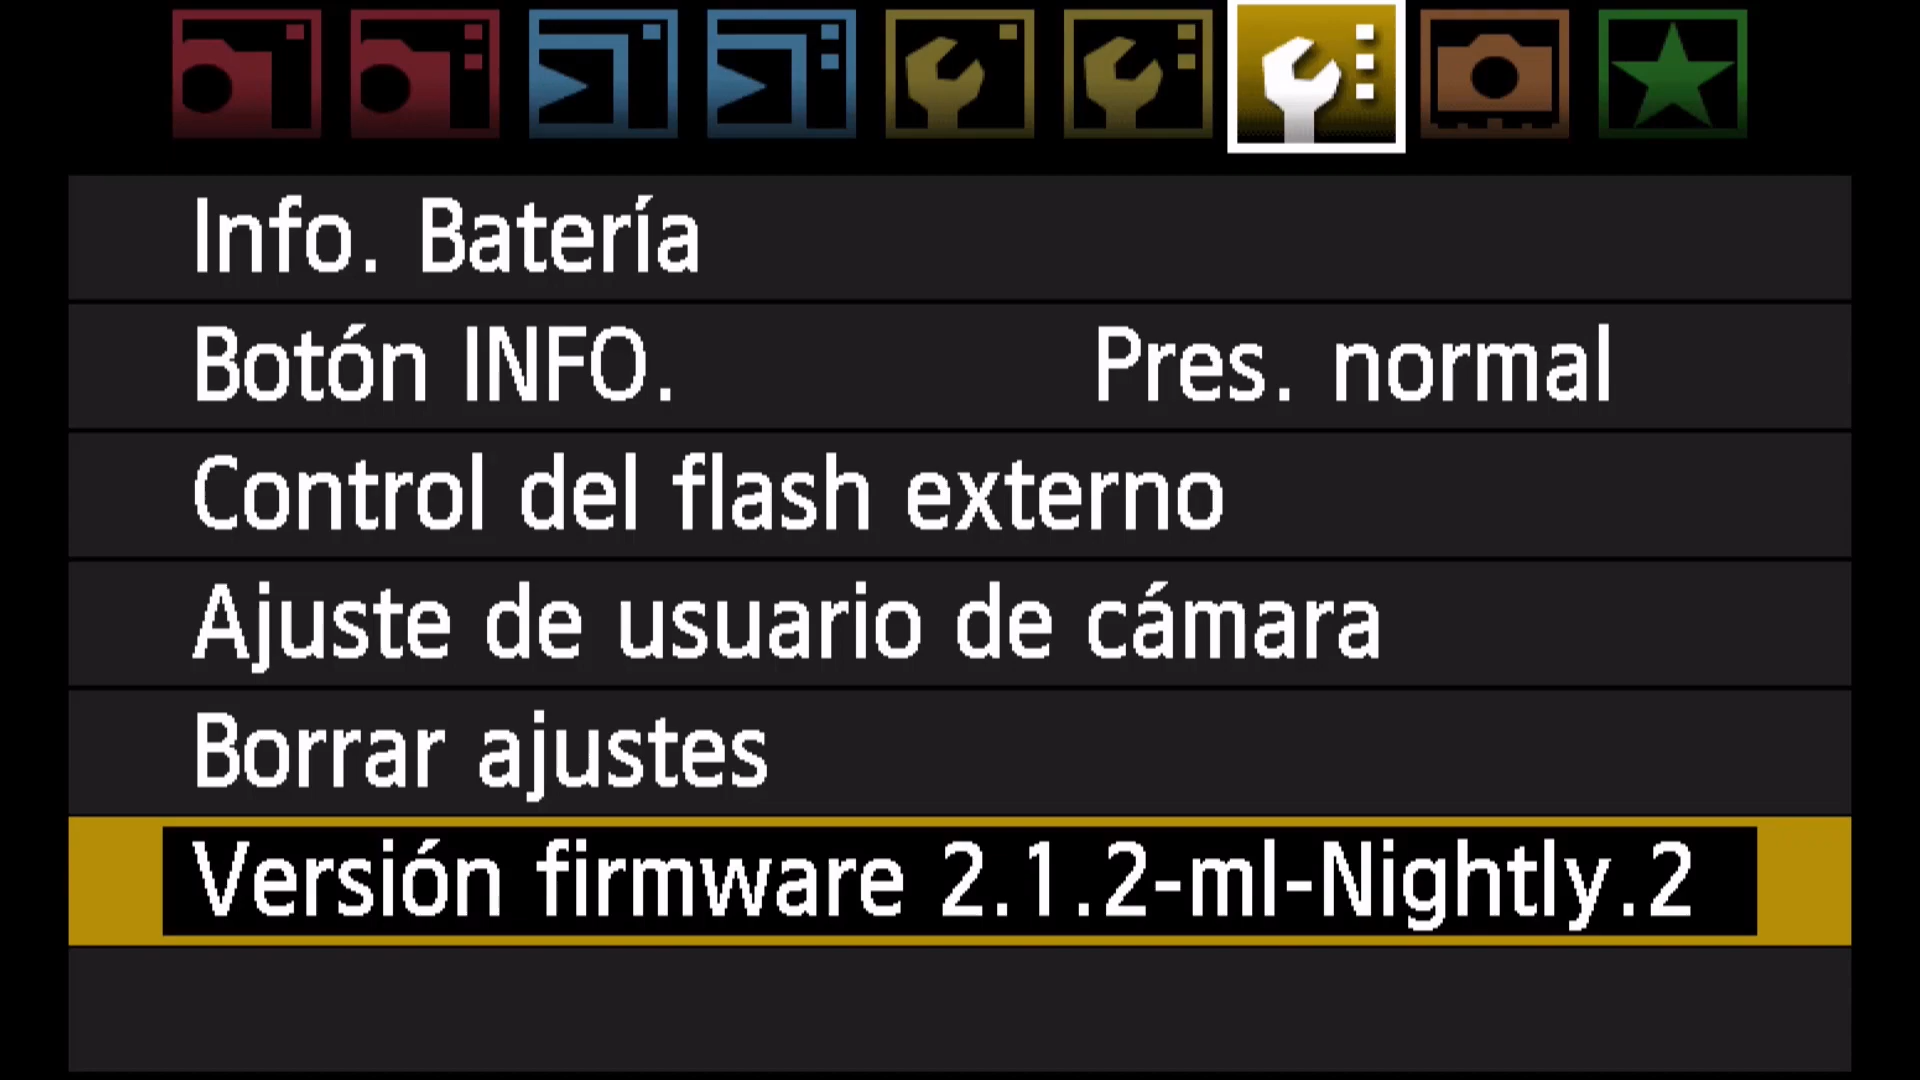 Info. Batería
Botón INFO. Pres. normal
Control del flash externo
Ajuste de usuario de cámara
Borrar ajustes
Versión firmware 2.1.2-ml-Nightly.2